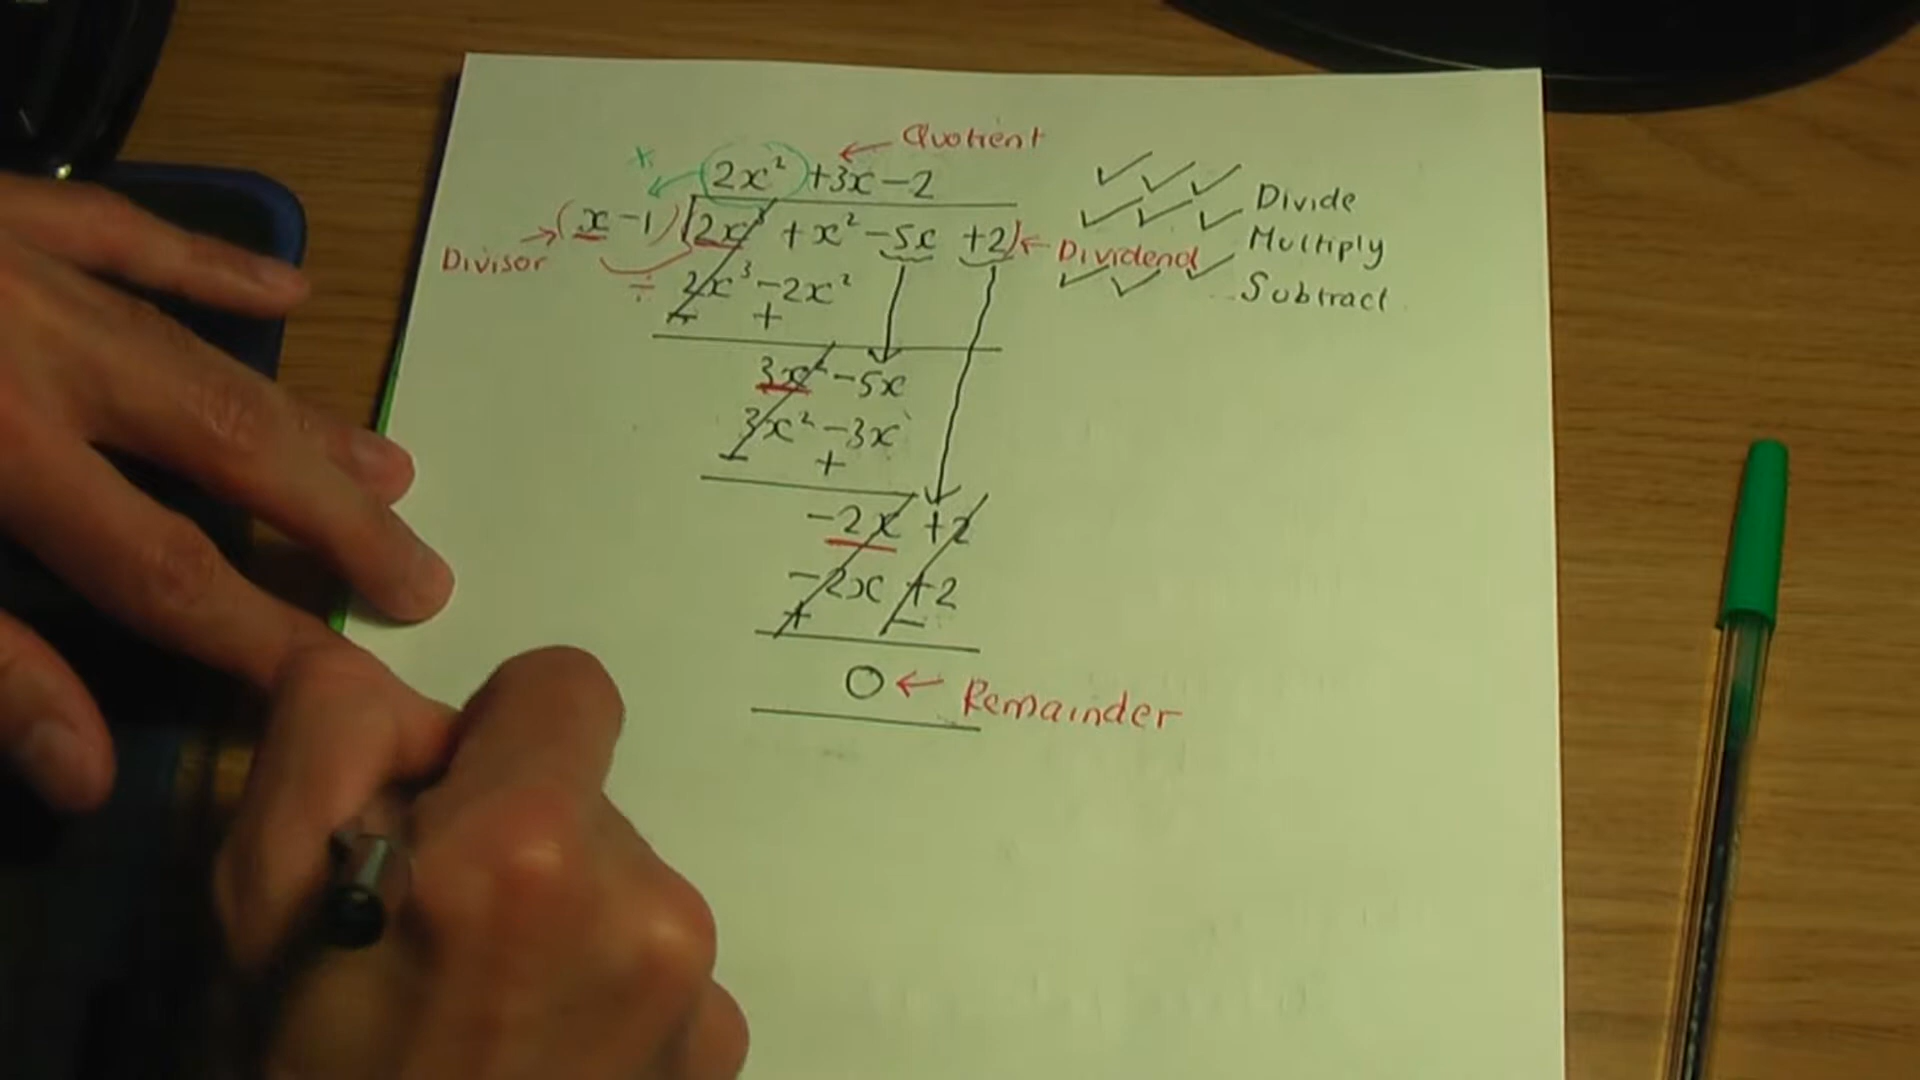 ← Quotient
× ← 2x² +3x −2
✓ ✓ ✓ Divide
(x −1) 2x³ + x² −5x +2) ← Dividend
✓ ✓ ✓ Multiply
Divisor →
÷ 2x³ −2x²
✓ ✓ ✓ Subtract
− +
3x² −5x
3x² −3x
− +
−2x +2
−2x +2
+ −
0 ← Remainder